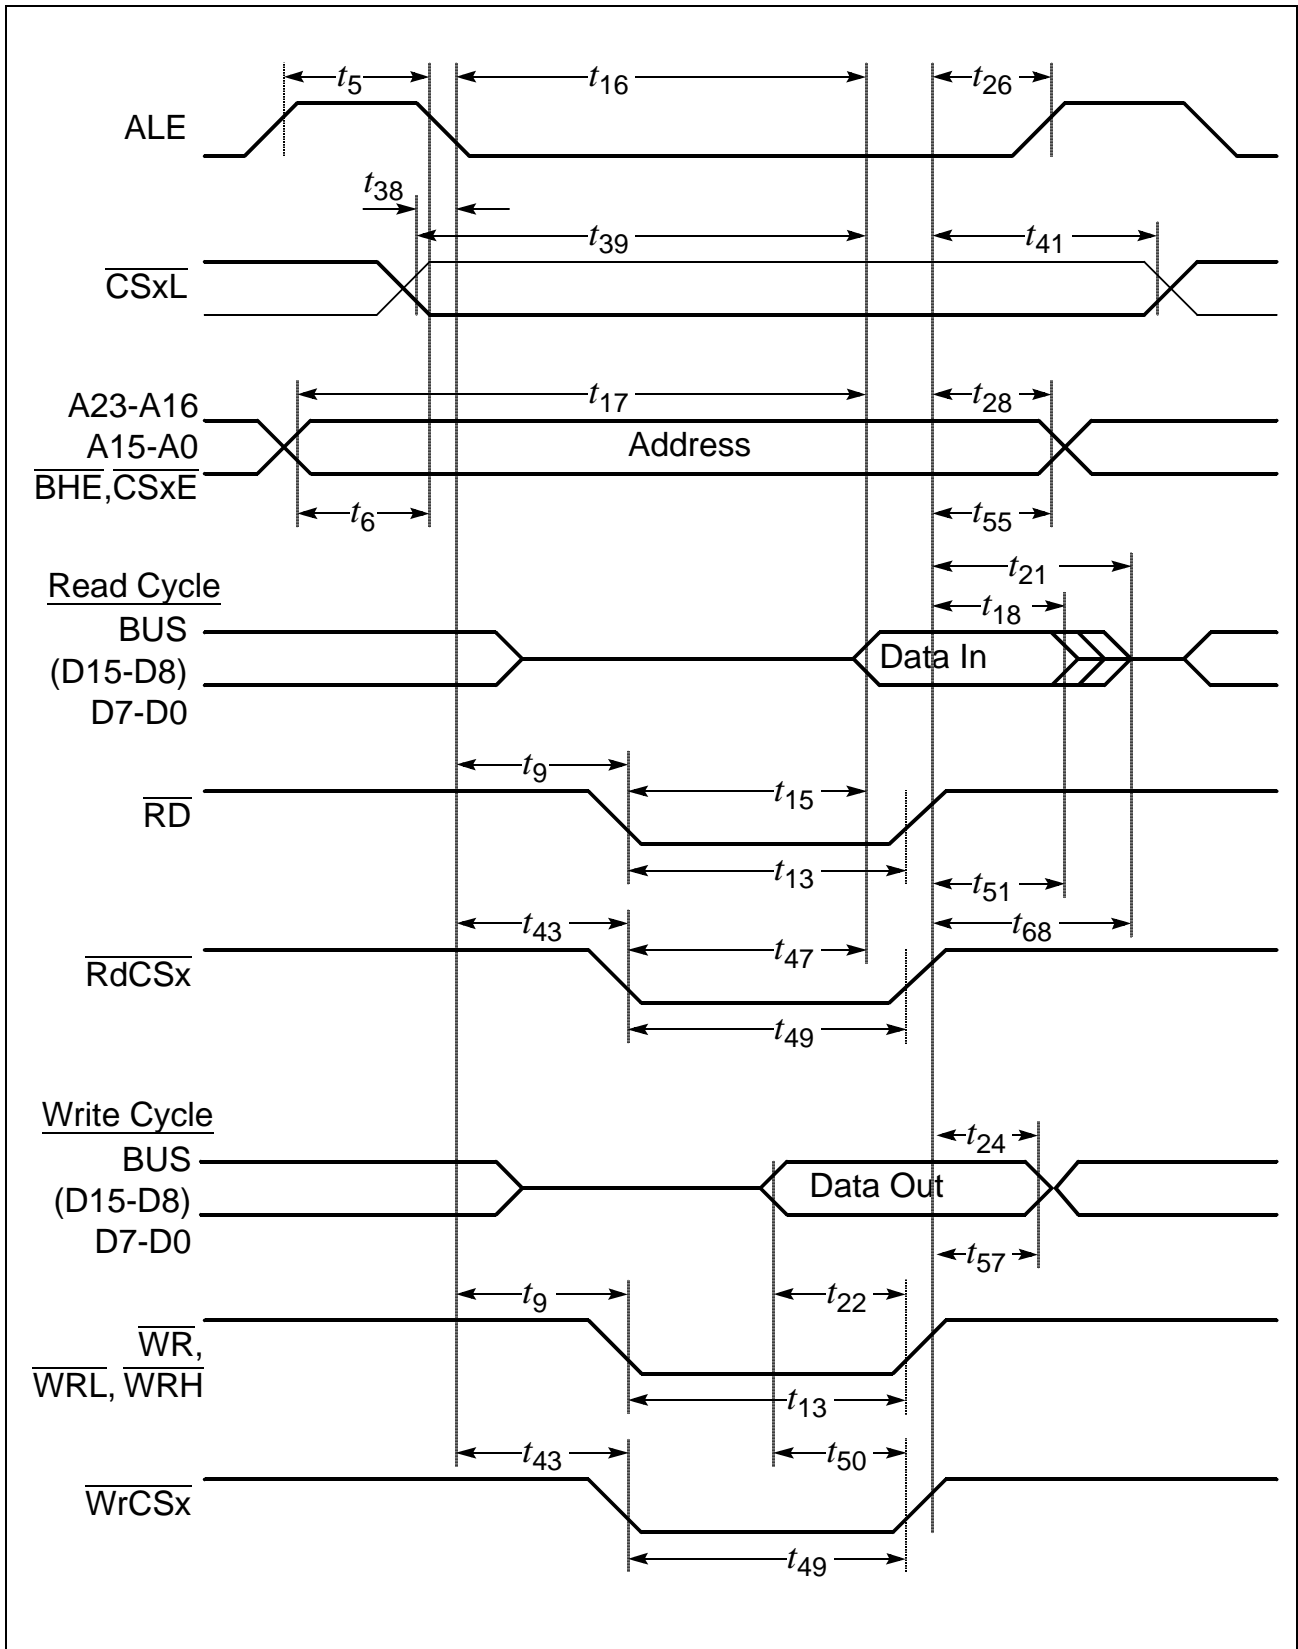 t5 t16 t26
ALE
t38
t39 t41
CSxL
t17 t28
A23-A16
A15-A0 Address
BHE,CSxE
t6 t55
t21
Read Cycle
t18
BUS
(D15-D8) Data In
D7-D0
t9
t15
RD
t13 t51
t43 t68
t47
RdCSx
t49
Write Cycle
t24
BUS
(D15-D8) Data Out
D7-D0
t57
t9 t22
WR,
WRL, WRH
t13
t43 t50
WrCSx
t49